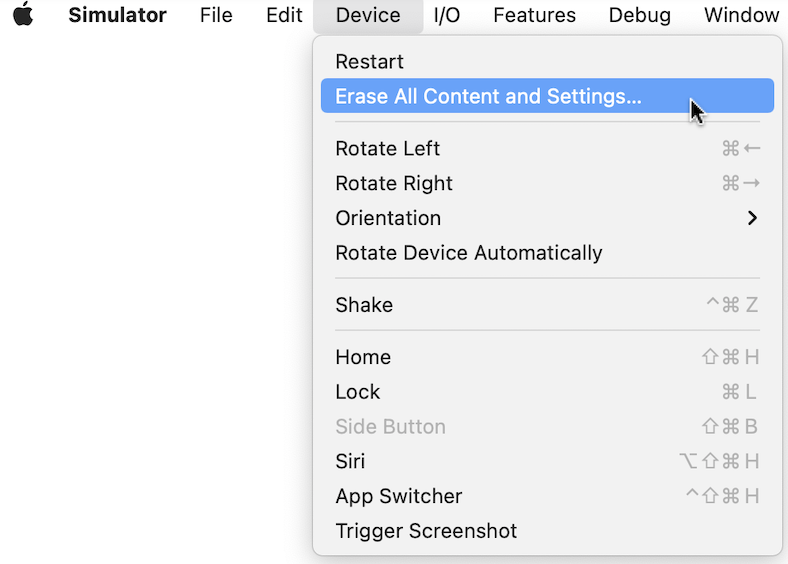 Simulator File Edit Device I/O Features Debug Window
Restart
Erase All Content and Settings...
Rotate Left ⌘←
Rotate Right ⌘→
Orientation
Rotate Device Automatically
Shake ^⌘ Z
Home ⇧⌘ H
Lock ⌘ L
Side Button ⇧⌘ B
Siri ⌥⇧⌘ H
App Switcher ^⇧⌘ H
Trigger Screenshot